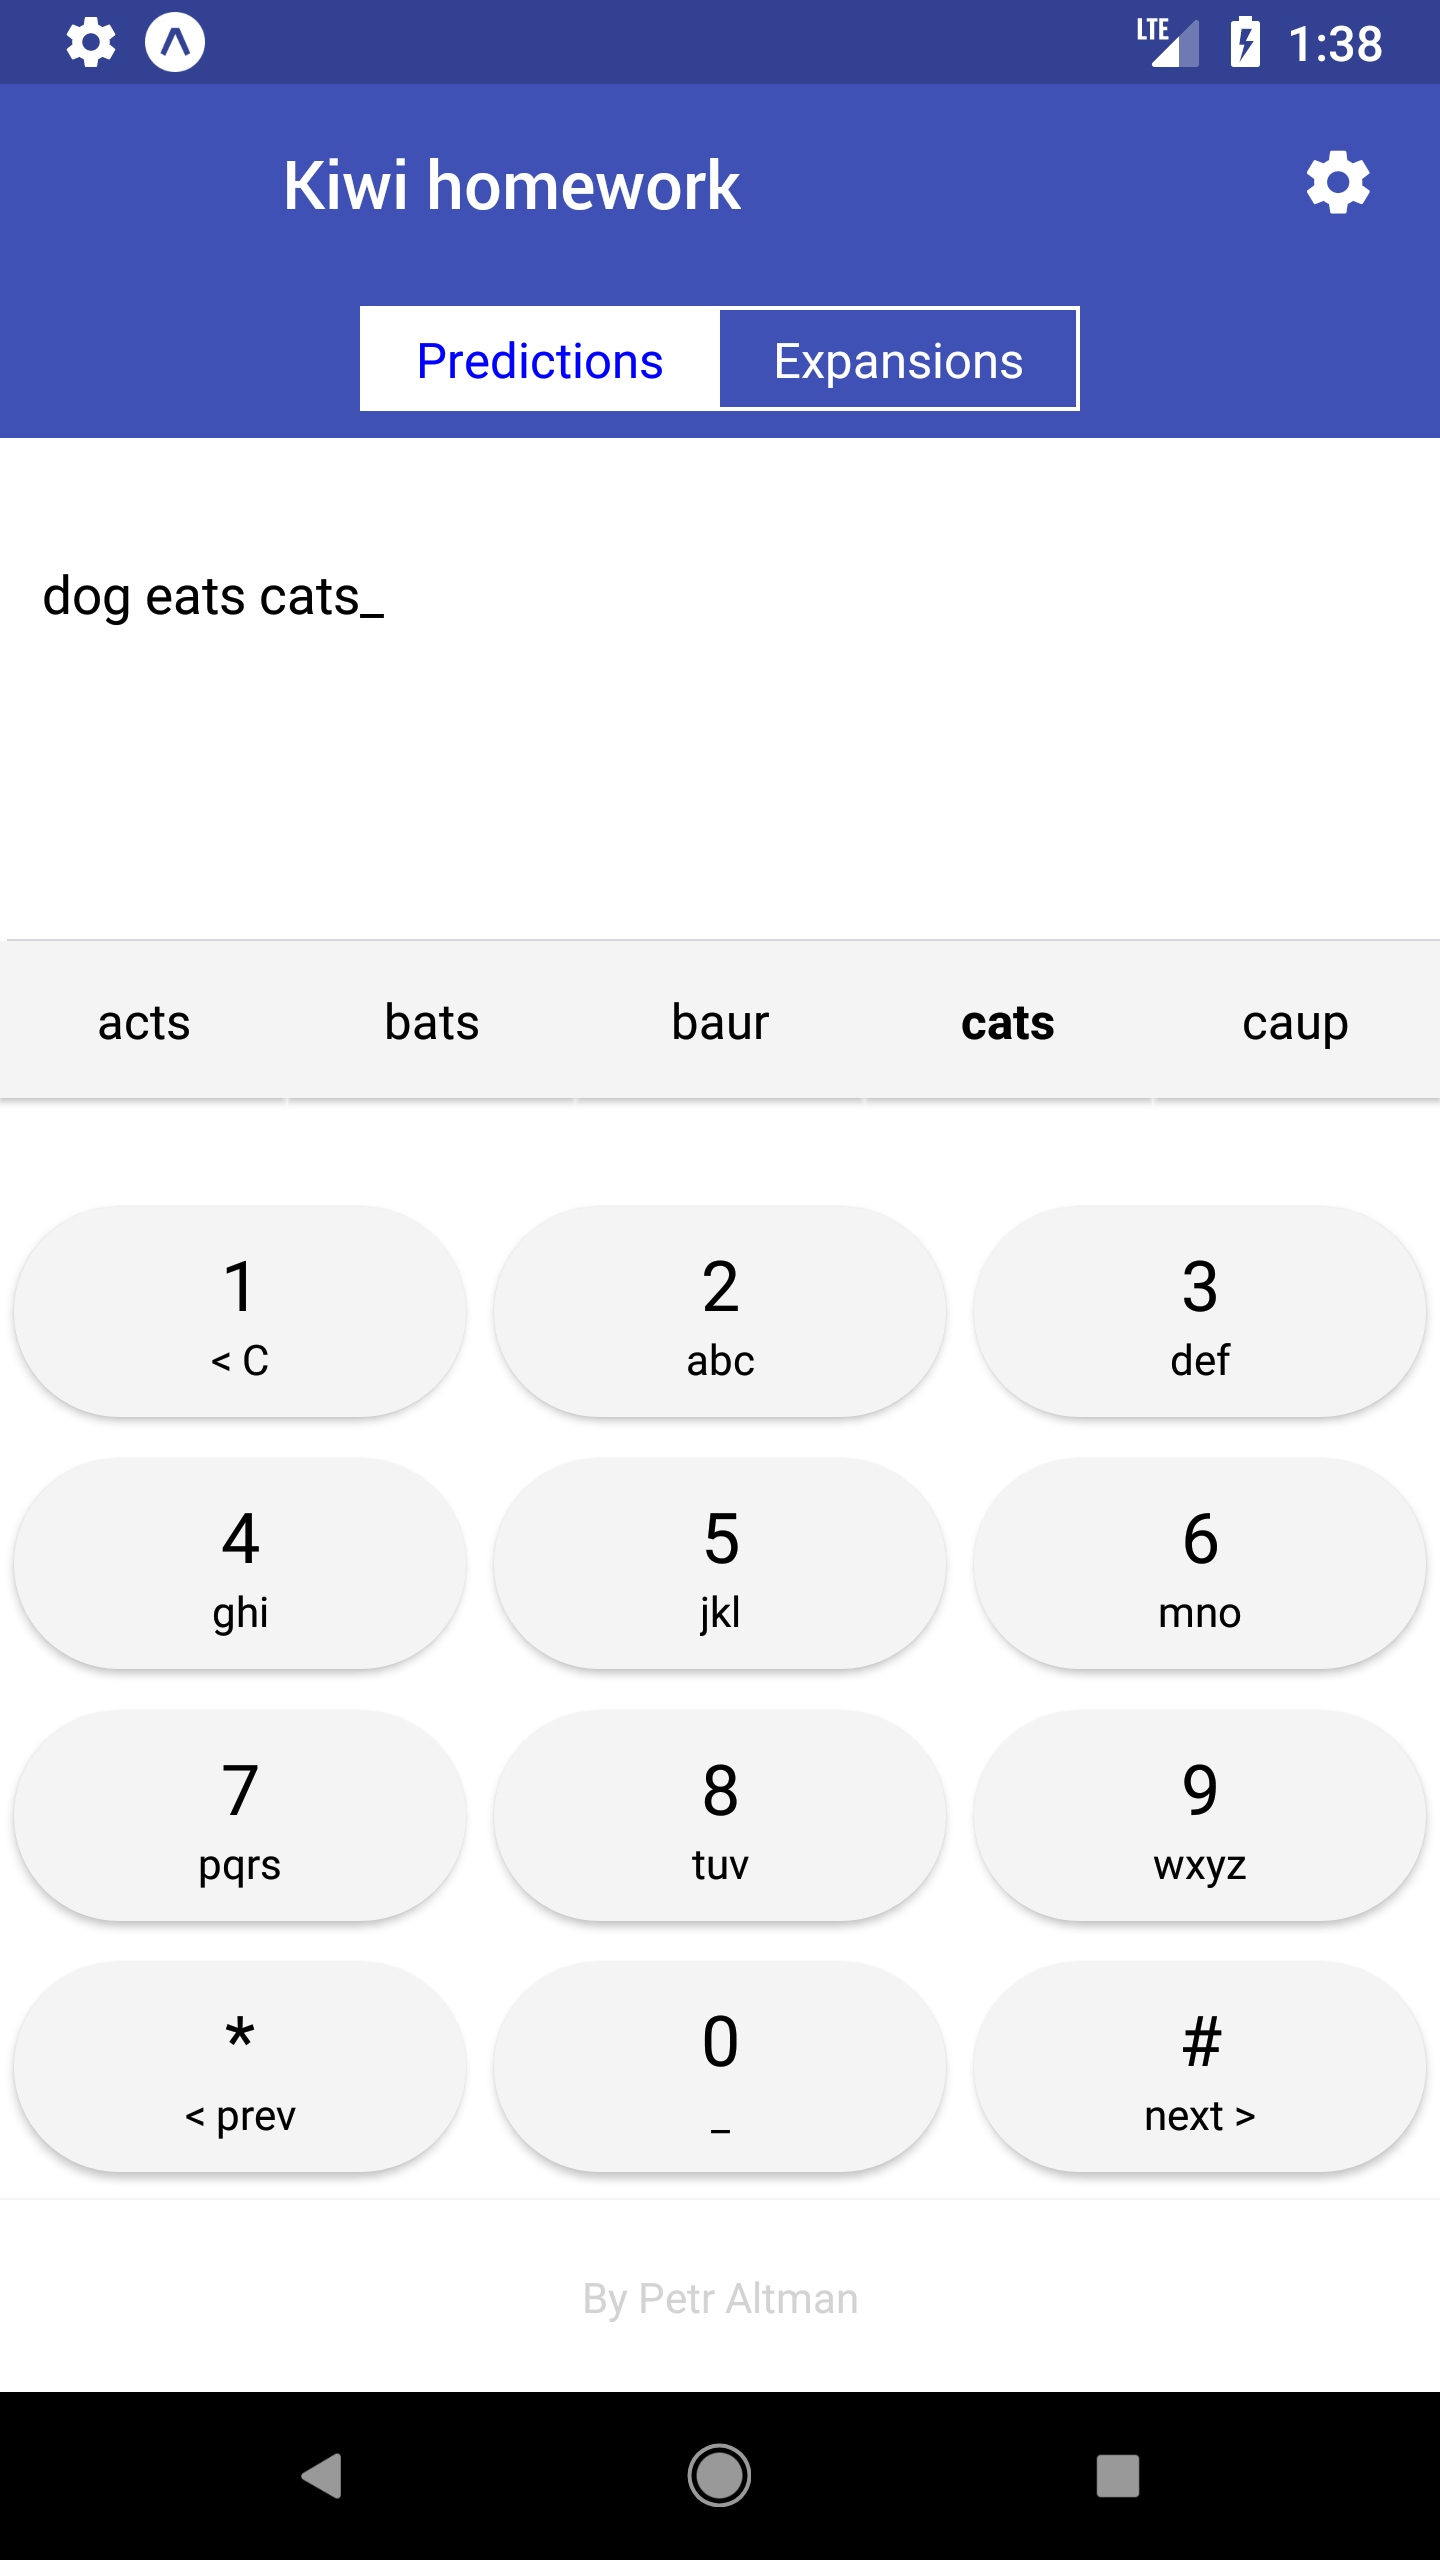 LTE 1:38
Kiwi homework
Predictions Expansions
dog eats cats_
acts bats baur cats caup
1 2 3
< C abc def
4 5 6
ghi jkl mno
7 8 9
pqrs tuv wxyz
* 0 #
< prev _ next >
By Petr Altman